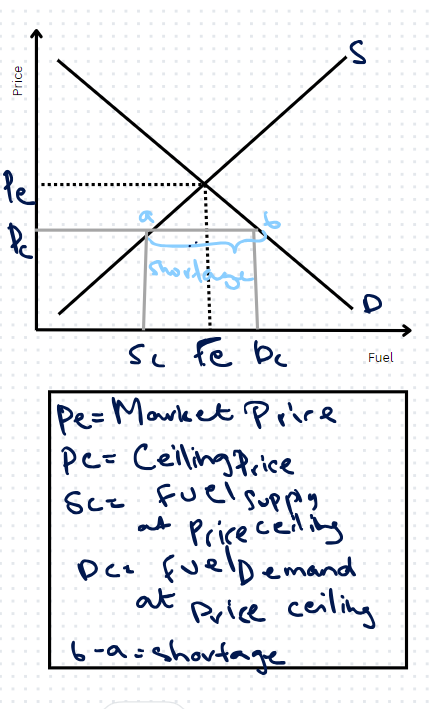 Price
S
Pe
a
b
Pc
shortage
D
Sc Fe Dc
Fuel
Pe = Market Price
Pc = Ceiling Price
Sc = Fuel Supply
at Price ceiling
Dc = Fuel Demand
at Price ceiling
b - a = shortage